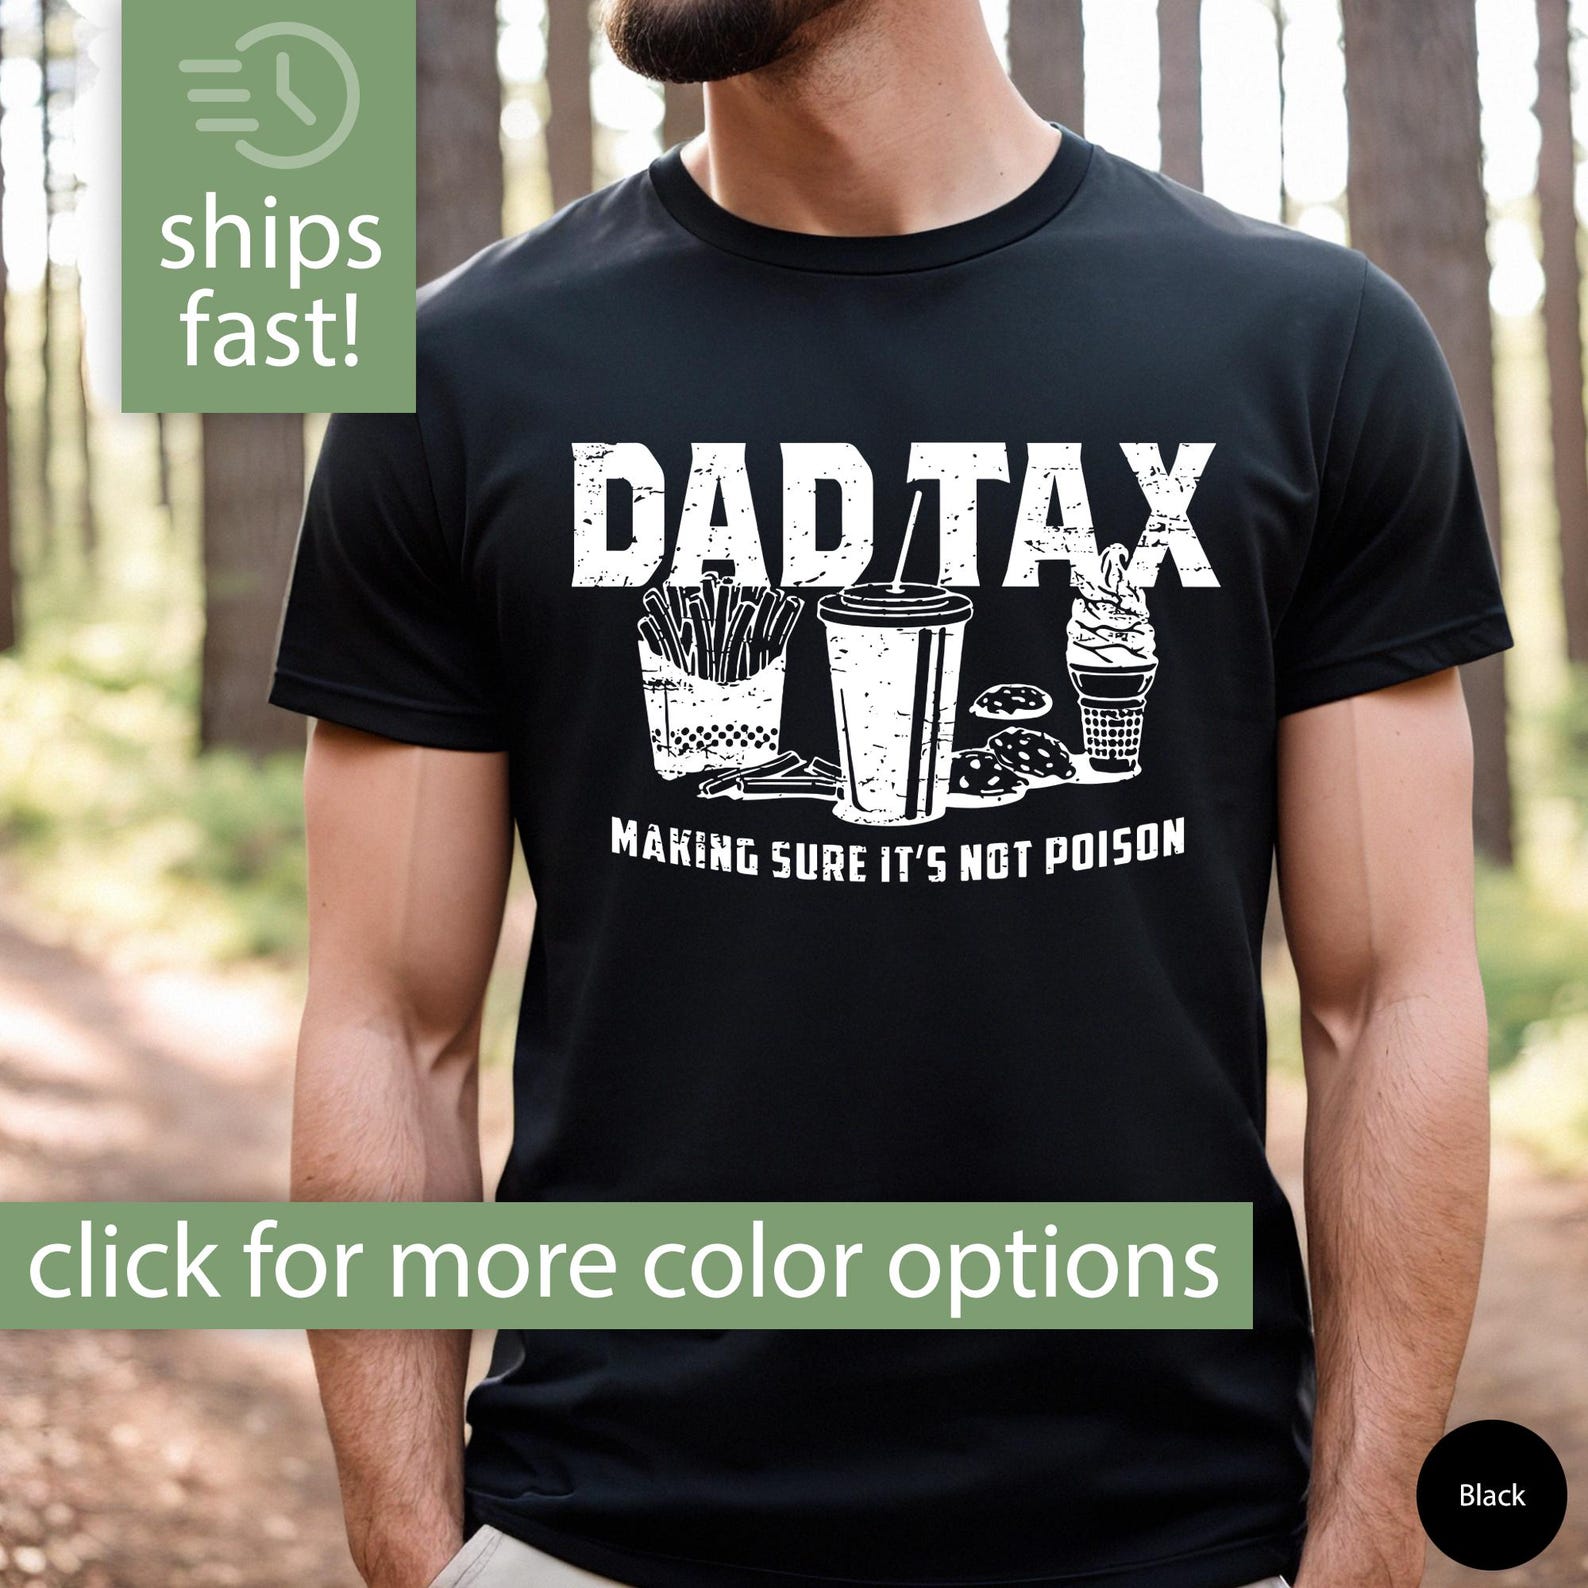 ships
fast!
DAD TAX
MAKING SURE IT'S NOT POISON
click for more color options
Black